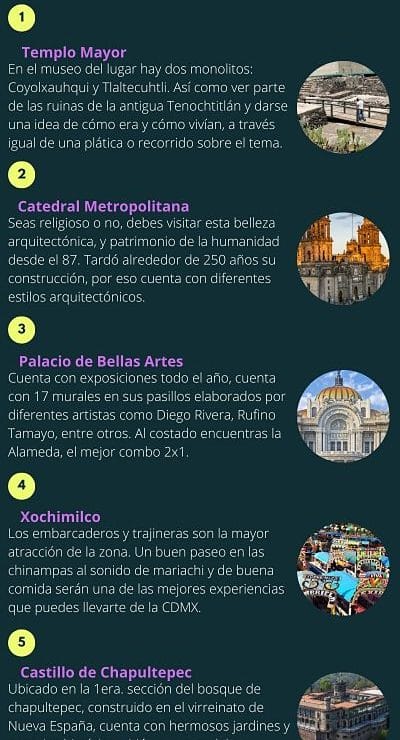 1
Templo Mayor
En el museo del lugar hay dos monolitos:
Coyolxauhqui y Tlaltecuhtli. Así como ver parte
de las ruinas de la antigua Tenochtitlán y darse
una idea de cómo era y cómo vivían, a través
igual de una plática o recorrido sobre el tema.
2
Catedral Metropolitana
Seas religioso o no, debes visitar esta belleza
arquitectónica, y patrimonio de la humanidad
desde el 87. Tardó alrededor de 250 años su
construcción, por eso cuenta con diferentes
estilos arquitectónicos.
3
Palacio de Bellas Artes
Cuenta con exposiciones todo el año, cuenta
con 17 murales en sus pasillos elaborados por
diferentes artistas como Diego Rivera, Rufino
Tamayo, entre otros. Al costado encuentras la
Alameda, el mejor combo 2x1.
4
Xochimilco
Los embarcaderos y trajineras son la mayor
atracción de la zona. Un buen paseo en las
chinampas al sonido de mariachi y de buena
comida serán una de las mejores experiencias
que puedes llevarte de la CDMX.
5
Castillo de Chapultepec
Ubicado en la 1era. sección del bosque de
chapultepec, construido en el virreinato de
Nueva España, cuenta con hermosos jardines y